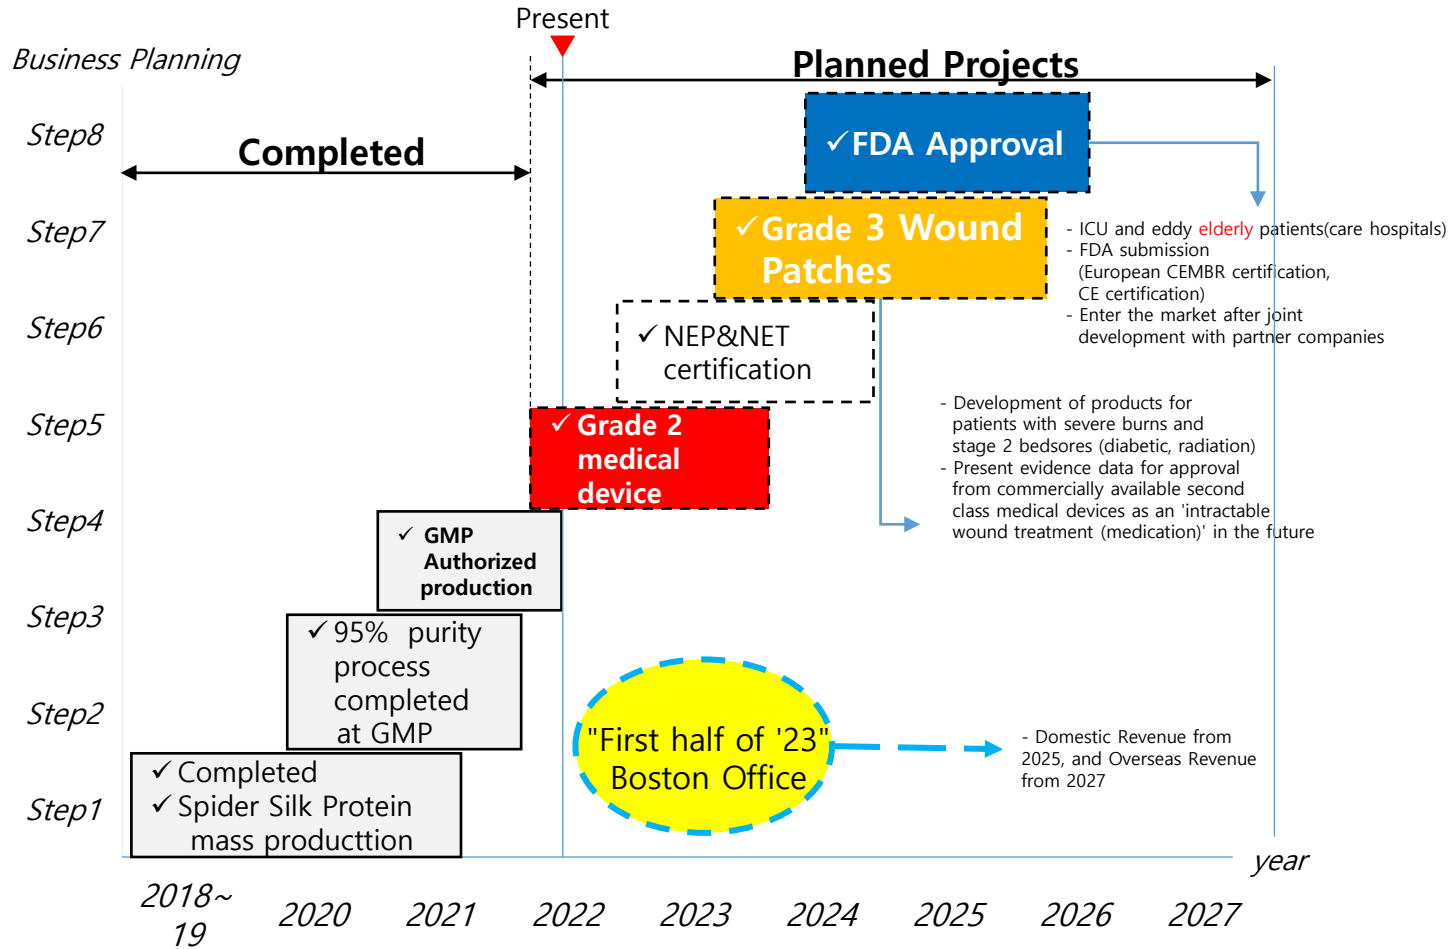 Present
Business Planning
Planned Projects
Step8
Completed
✓FDA Approval
Step7
✓Grade 3 Wound
Patches
- ICU and eddy elderly patients(care hospitals)
- FDA submission
(European CEMBR certification,
CE certification)
- Enter the market after joint
development with partner companies
Step6
✓NEP&NET
certification
Step5
✓Grade 2
medical
device
- Development of products for
patients with severe burns and
stage 2 bedsores (diabetic, radiation)
- Present evidence data for approval
from commercially available second
class medical devices as an 'intractable
wound treatment (medication)' in the future
Step4
✓GMP
Authorized
production
Step3
✓95% purity
process
completed
at GMP
Step2
"First half of '23"
Boston Office
- Domestic Revenue from
2025, and Overseas Revenue
from 2027
Step1
✓Completed
✓Spider Silk Protein
mass producttion
year
2018~
19
2020
2021
2022
2023
2024
2025
2026
2027